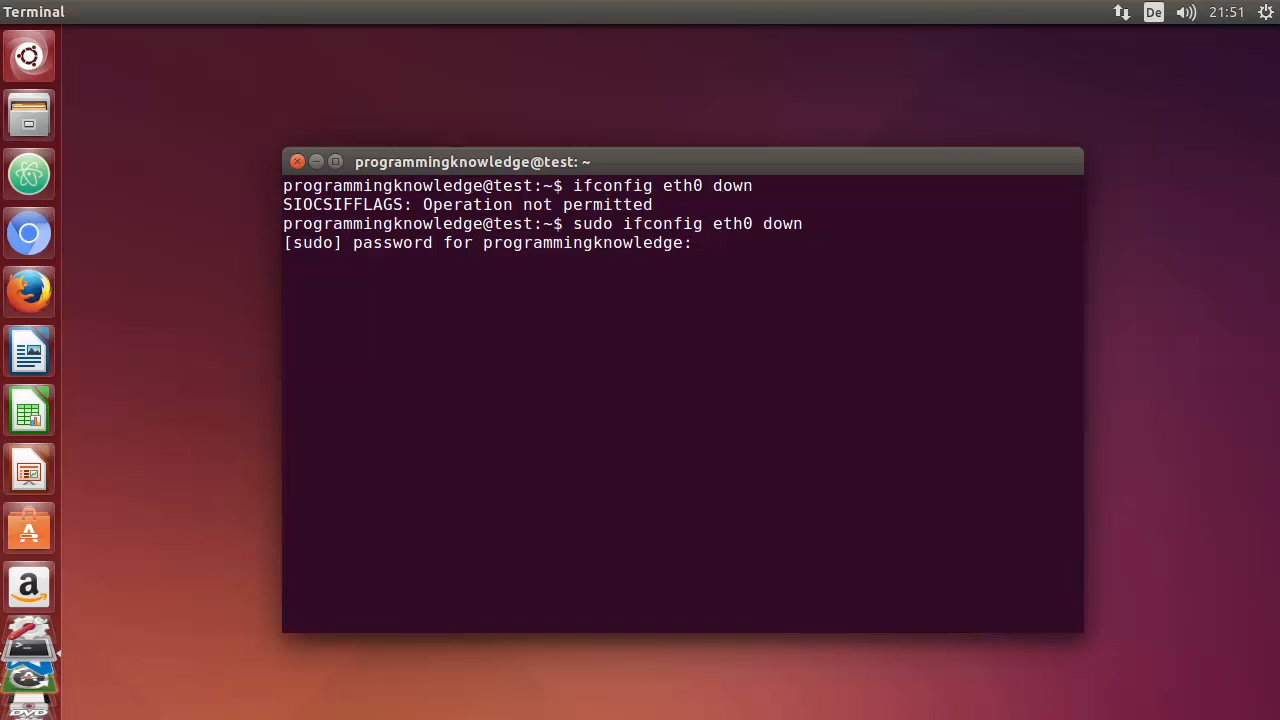 Terminal
De
21:51
programmingknowledge@test: ~
programmingknowledge@test:~$ ifconfig eth0 down
SIOCSIFFLAGS: Operation not permitted
programmingknowledge@test:~$ sudo ifconfig eth0 down
[sudo] password for programmingknowledge:
A
a
>_
DVD